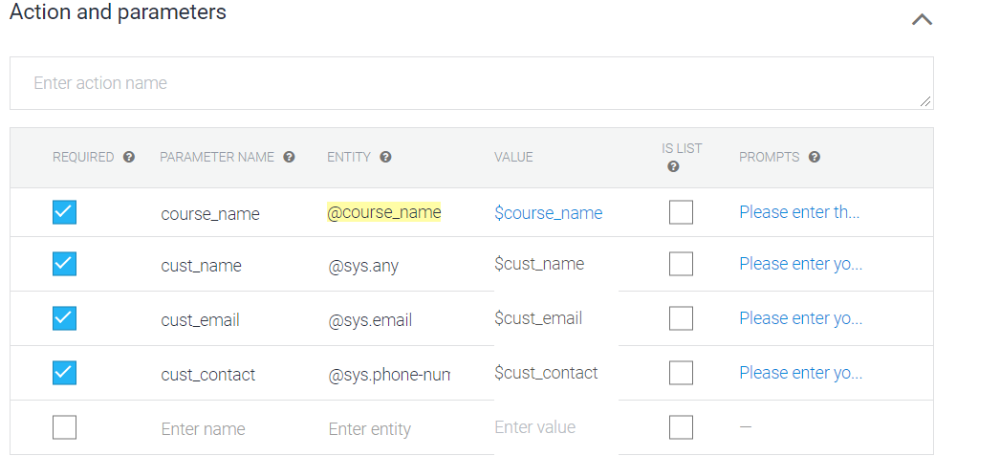 Action and parameters
Enter action name
REQUIRED PARAMETER NAME ENTITY VALUE IS LIST PROMPTS
course_name @course_name $course_name Please enter th...
cust_name @sys.any $cust_name Please enter yo...
cust_email @sys.email $cust_email Please enter yo...
cust_contact @sys.phone-num $cust_contact Please enter yo...
Enter name Enter entity Enter value —